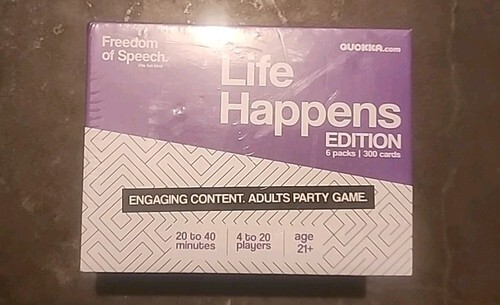 Freedom
of Speech.
QUOKKA.com
Life
Happens
EDITION
6 packs | 300 cards
ENGAGING CONTENT. ADULTS PARTY GAME.
20 to 40
minutes
4 to 20
players
age
21+